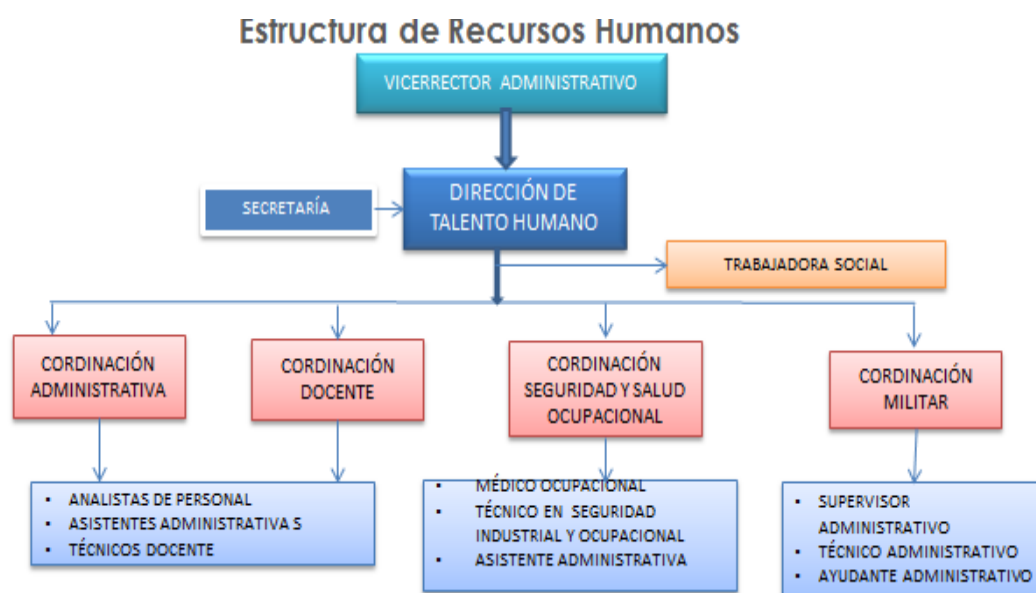 Estructura de Recursos Humanos
VICERRECTOR ADMINISTRATIVO
DIRECCIÓN DE
TALENTO HUMANO
SECRETARÍA
TRABAJADORA SOCIAL
CORDINACIÓN
ADMINISTRATIVA
CORDINACIÓN
DOCENTE
CORDINACIÓN
SEGURIDAD Y SALUD
OCUPACIONAL
CORDINACIÓN
MILITAR
▪ ANALISTAS DE PERSONAL
▪ ASISTENTES ADMINISTRATIVA S
▪ TÉCNICOS DOCENTE
▪ MÉDICO OCUPACIONAL
▪ TÉCNICO EN SEGURIDAD
INDUSTRIAL Y OCUPACIONAL
▪ ASISTENTE ADMINISTRATIVA
▪ SUPERVISOR
ADMINISTRATIVO
▪ TÉCNICO ADMINISTRATIVO
▪ AYUDANTE ADMINISTRATIVO